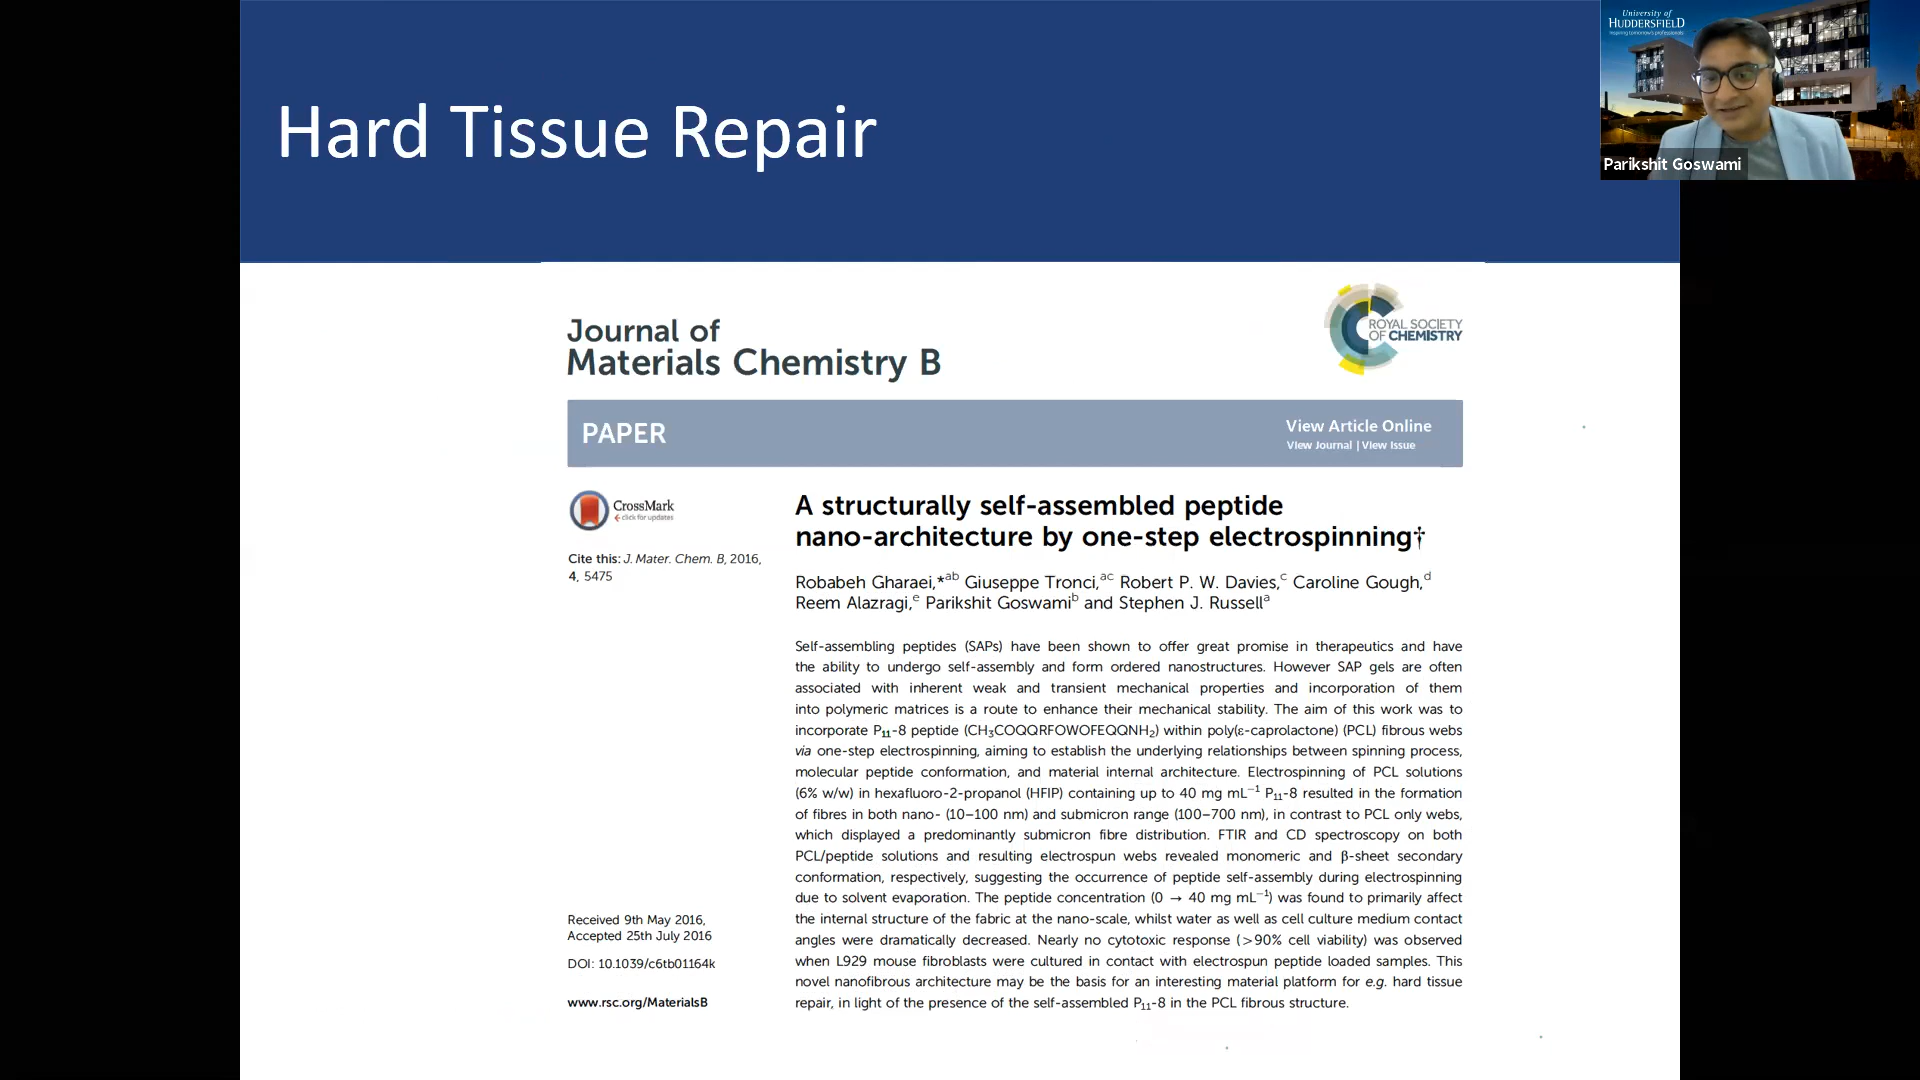 Hard Tissue Repair
University of
HUDDERSFIELD
Inspiring tomorrow's professionals
Parikshit Goswami
Journal of
Materials Chemistry B
ROYAL SOCIETY
OF CHEMISTRY
PAPER
View Article Online
View Journal | View Issue
CrossMark
click for updates
Cite this: J. Mater. Chem. B, 2016,
4, 5475
A structurally self-assembled peptide
nano-architecture by one-step electrospinning†
Robabeh Gharaei,*ab Giuseppe Tronci,ac Robert P. W. Davies,c Caroline Gough,d
Reem Alazragi,e Parikshit Goswamib and Stephen J. Russella
Self-assembling peptides (SAPs) have been shown to offer great promise in therapeutics and have
the ability to undergo self-assembly and form ordered nanostructures. However SAP gels are often
associated with inherent weak and transient mechanical properties and incorporation of them
into polymeric matrices is a route to enhance their mechanical stability. The aim of this work was to
incorporate P₁₁-8 peptide (CH₃COQQRFOWOFEQQNH₂) within poly(ε-caprolactone) (PCL) fibrous webs
via one-step electrospinning, aiming to establish the underlying relationships between spinning process,
molecular peptide conformation, and material internal architecture. Electrospinning of PCL solutions
(6% w/w) in hexafluoro-2-propanol (HFIP) containing up to 40 mg mL⁻¹ P₁₁-8 resulted in the formation
of fibres in both nano- (10–100 nm) and submicron range (100–700 nm), in contrast to PCL only webs,
which displayed a predominantly submicron fibre distribution. FTIR and CD spectroscopy on both
PCL/peptide solutions and resulting electrospun webs revealed monomeric and β-sheet secondary
conformation, respectively, suggesting the occurrence of peptide self-assembly during electrospinning
due to solvent evaporation. The peptide concentration (0 → 40 mg mL⁻¹) was found to primarily affect
the internal structure of the fabric at the nano-scale, whilst water as well as cell culture medium contact
angles were dramatically decreased. Nearly no cytotoxic response (>90% cell viability) was observed
when L929 mouse fibroblasts were cultured in contact with electrospun peptide loaded samples. This
novel nanofibrous architecture may be the basis for an interesting material platform for e.g. hard tissue
repair, in light of the presence of the self-assembled P₁₁-8 in the PCL fibrous structure.
Received 9th May 2016,
Accepted 25th July 2016
DOI: 10.1039/c6tb01164k
www.rsc.org/MaterialsB